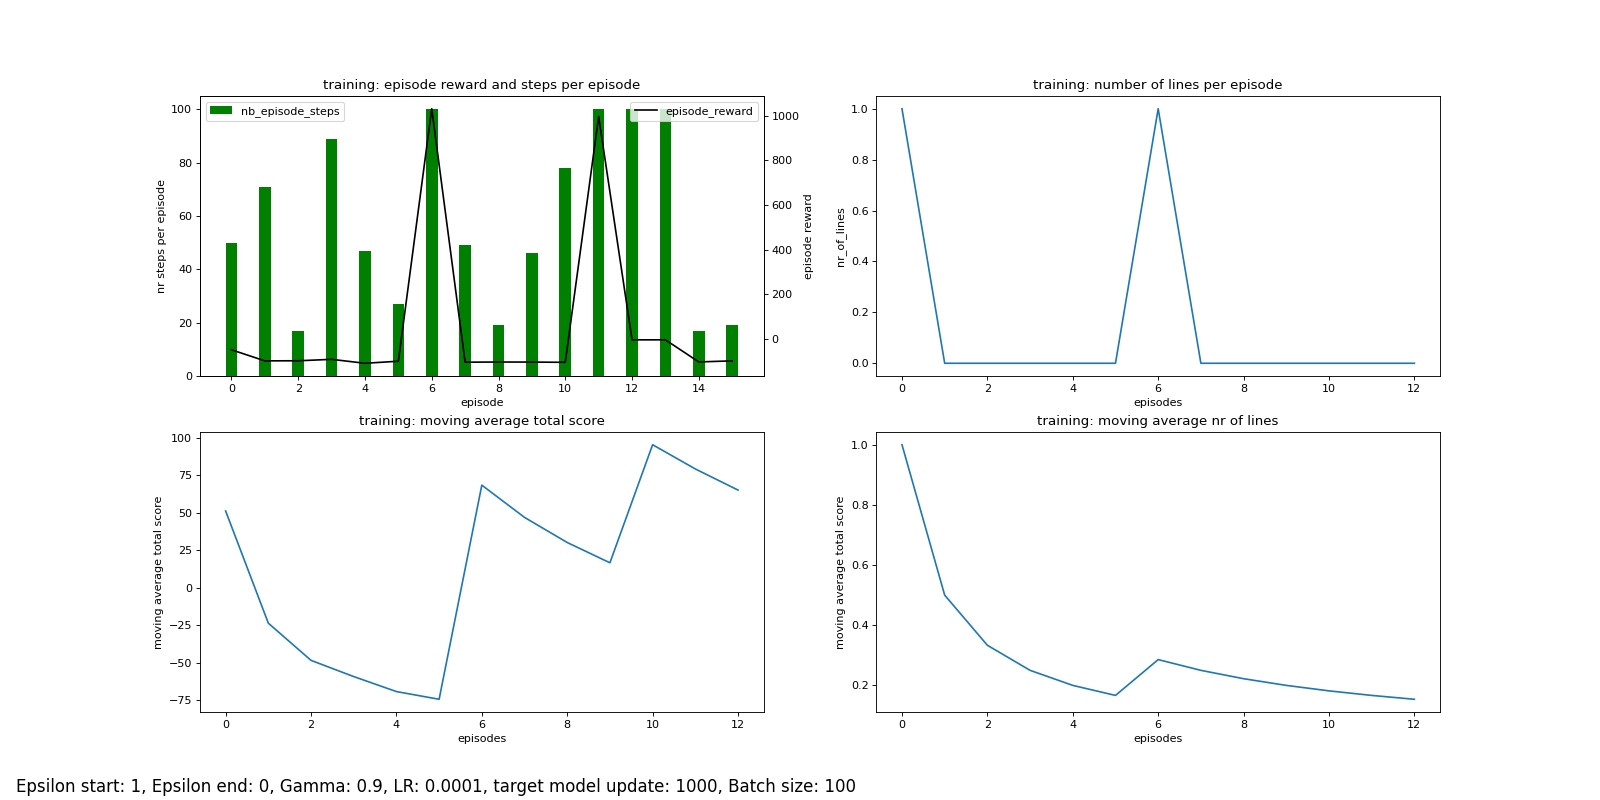 training: episode reward and steps per episode
nb_episode_steps
episode_reward
100
80
60
40
20
0
nr steps per episode
1000
800
600
400
200
0
episode reward
0 2 4 6 8 10 12 14
episode
training: number of lines per episode
1.0
0.8
0.6
0.4
0.2
0.0
nr_of_lines
0 2 4 6 8 10 12
episodes
training: moving average total score
100
75
50
25
0
−25
−50
−75
moving average total score
0 2 4 6 8 10 12
episodes
training: moving average nr of lines
1.0
0.8
0.6
0.4
0.2
moving average total score
0 2 4 6 8 10 12
episodes
Epsilon start: 1, Epsilon end: 0, Gamma: 0.9, LR: 0.0001, target model update: 1000, Batch size: 100